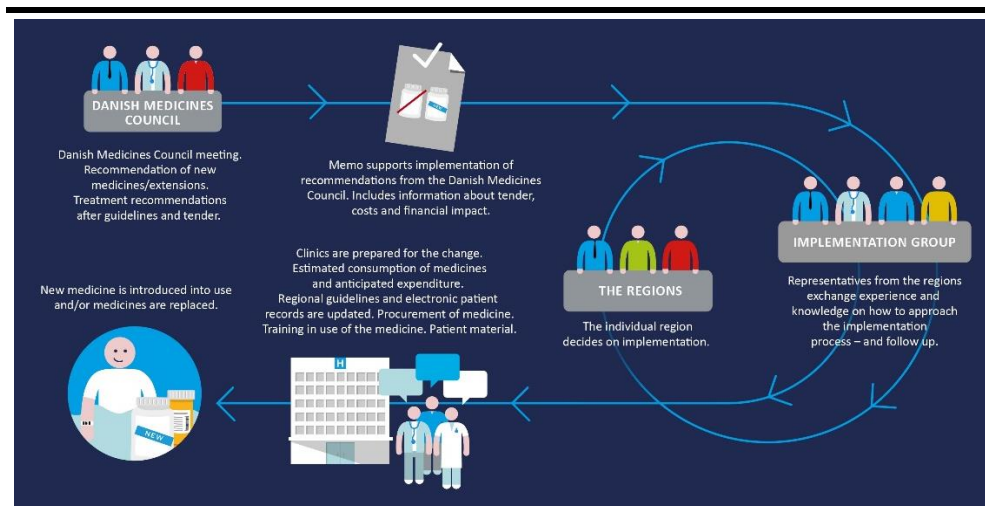 DANISH MEDICINES
COUNCIL
Danish Medicines Council meeting.
Recommendation of new
medicines/extensions.
Treatment recommendations
after guidelines and tender.
NEW
Memo supports implementation of
recommendations from the Danish Medicines
Council. Includes information about tender,
costs and financial impact.
IMPLEMENTATION GROUP
Representatives from the regions
exchange experience and
knowledge on how to approach
the implementation
process – and follow up.
THE REGIONS
The individual region
decides on implementation.
Clinics are prepared for the change.
Estimated consumption of medicines
and anticipated expenditure.
Regional guidelines and electronic patient
records are updated. Procurement of medicine.
Training in use of the medicine. Patient material.
H
New medicine is introduced into use
and/or medicines are replaced.
NEW